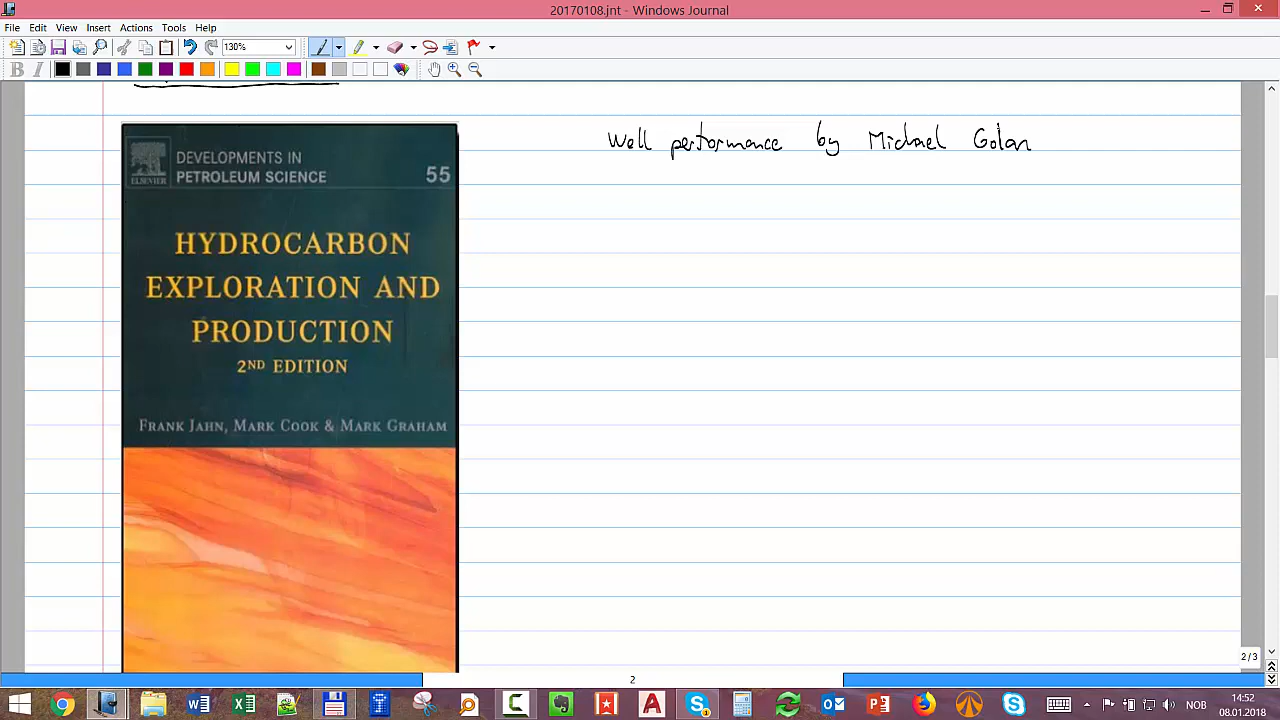 20170108.jnt - Windows Journal
File Edit View Insert Actions Tools Help
130%
B I
Well performance by Michael Golan
DEVELOPMENTS IN
PETROLEUM SCIENCE 55
ELSEVIER
HYDROCARBON
EXPLORATION AND
PRODUCTION
2ND EDITION
FRANK JAHN, MARK COOK & MARK GRAHAM
2/3
2
NOR
14:52
08.01.2018